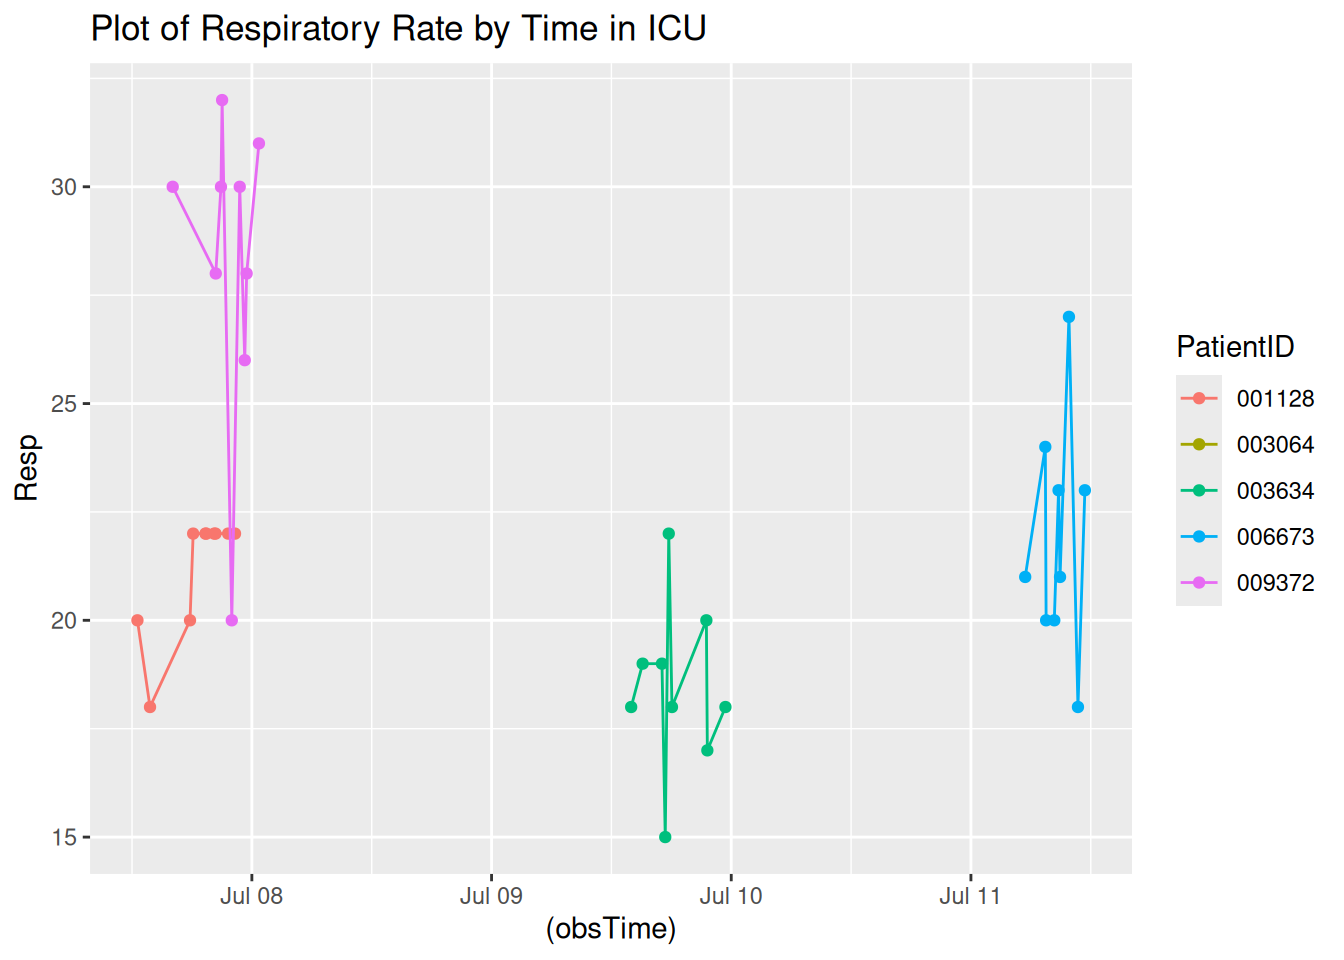 Plot of Respiratory Rate by Time in ICU
Resp
30
25
20
15
Jul 08 Jul 09 Jul 10 Jul 11
(obsTime)
PatientID
001128
003064
003634
006673
009372